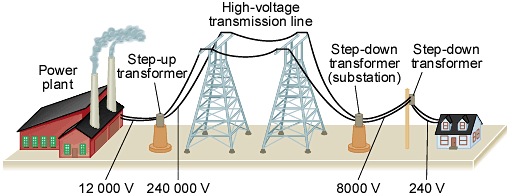 High-voltage
transmission line
Power
plant
Step-up
transformer
Step-down
transformer
(substation)
Step-down
transformer
12 000 V
240 000 V
8000 V
240 V